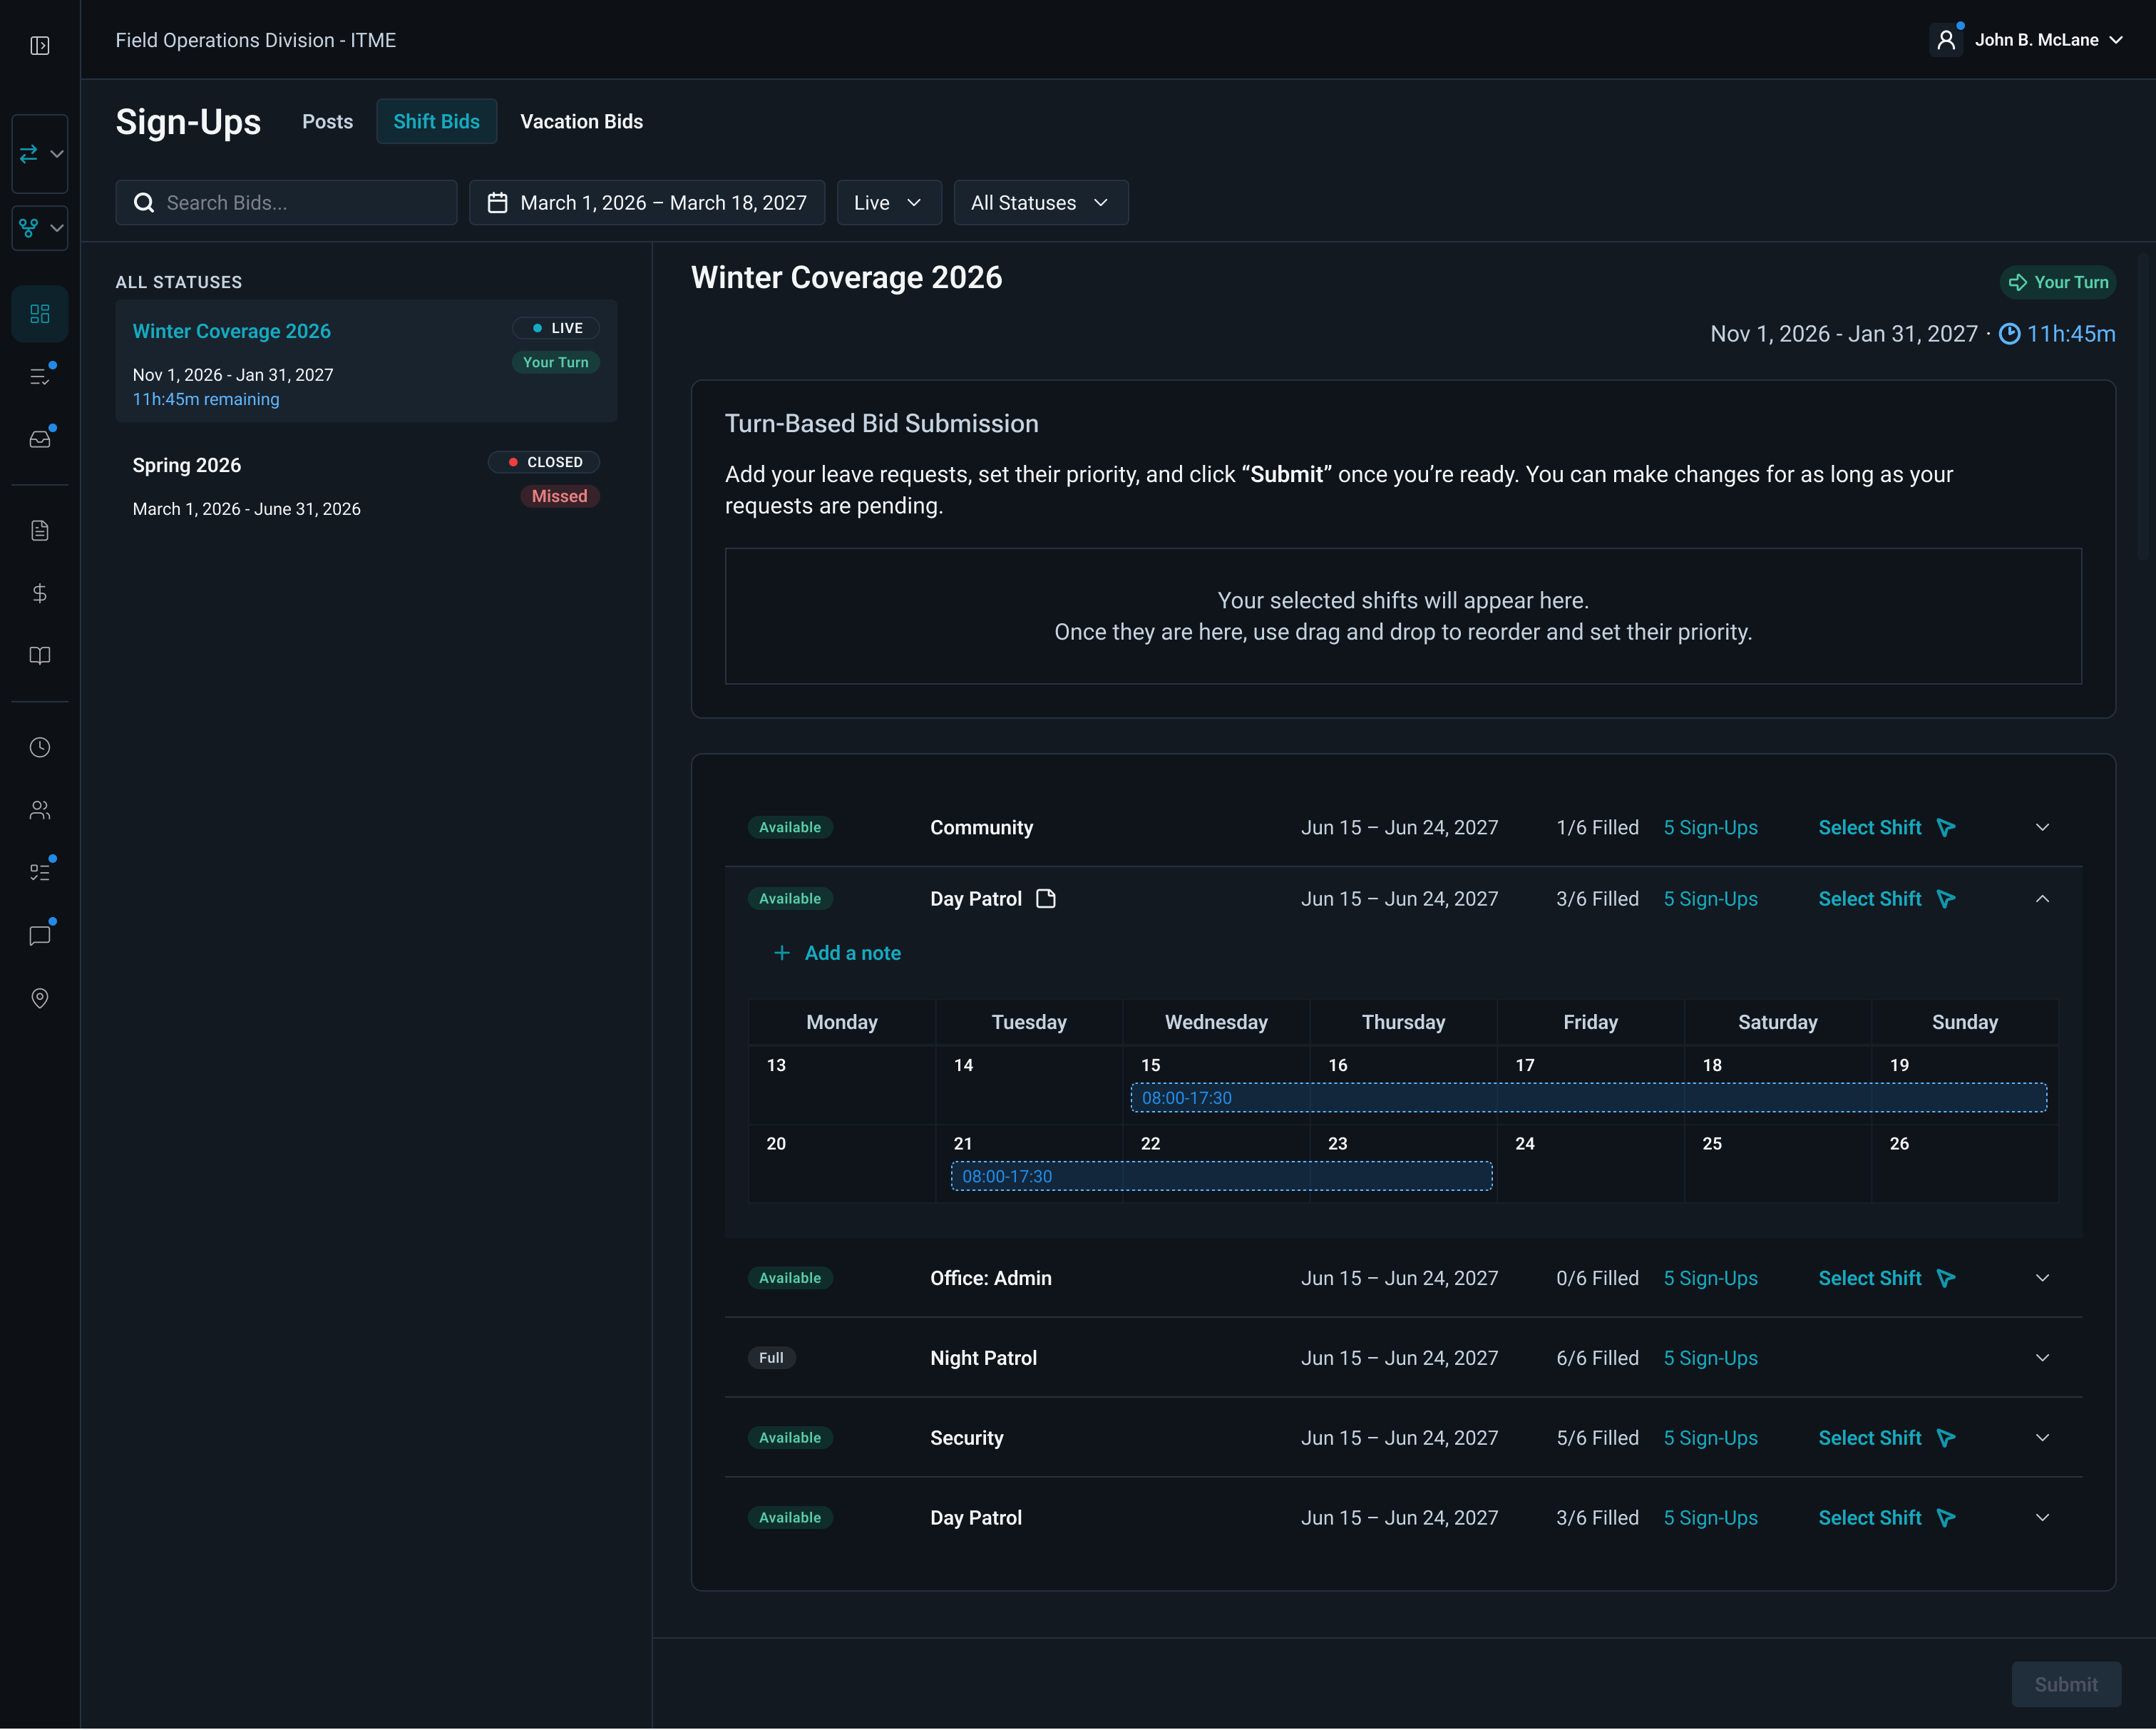 Field Operations Division - ITME
John B. McLane
Sign-Ups
Posts
Shift Bids
Vacation Bids
Search Bids...
March 1, 2026 – March 18, 2027
Live
All Statuses
ALL STATUSES
Winter Coverage 2026
LIVE
Your Turn
Nov 1, 2026 - Jan 31, 2027
11h:45m remaining
Spring 2026
CLOSED
Missed
March 1, 2026 - June 31, 2026
Winter Coverage 2026
Your Turn
Nov 1, 2026 - Jan 31, 2027 · 11h:45m
Turn-Based Bid Submission
Add your leave requests, set their priority, and click “Submit” once you’re ready. You can make changes for as long as your
requests are pending.
Your selected shifts will appear here.
Once they are here, use drag and drop to reorder and set their priority.
Available Community Jun 15 – Jun 24, 2027 1/6 Filled 5 Sign-Ups Select Shift
Available Day Patrol Jun 15 – Jun 24, 2027 3/6 Filled 5 Sign-Ups Select Shift
Add a note
Monday Tuesday Wednesday Thursday Friday Saturday Sunday
13 14 15 16 17 18 19
08:00-17:30
20 21 22 23 24 25 26
08:00-17:30
Available Office: Admin Jun 15 – Jun 24, 2027 0/6 Filled 5 Sign-Ups Select Shift
Full Night Patrol Jun 15 – Jun 24, 2027 6/6 Filled 5 Sign-Ups
Available Security Jun 15 – Jun 24, 2027 5/6 Filled 5 Sign-Ups Select Shift
Available Day Patrol Jun 15 – Jun 24, 2027 3/6 Filled 5 Sign-Ups Select Shift
Submit